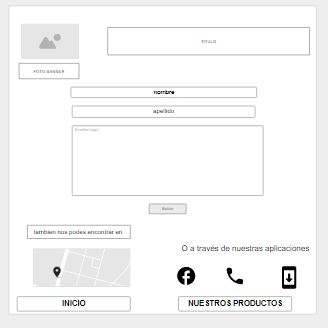 TITULO
FOTO BANNER
nombre
apellido
Escribe aquí
Boton
tambien nos podes encontrar en
O a través de nuestras aplicaciones
INICIO
NUESTROS PRODUCTOS